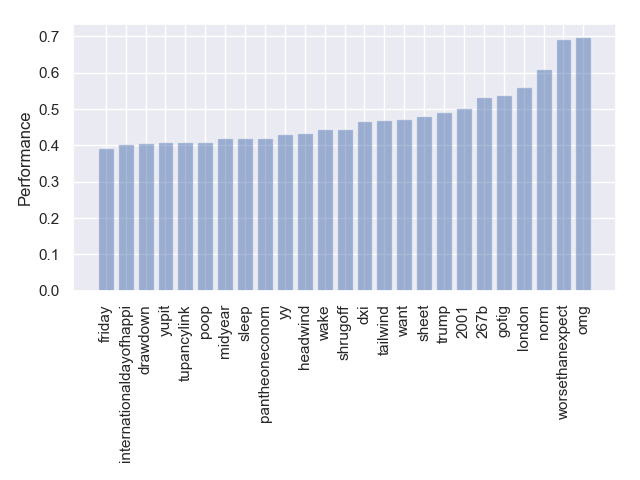 0.7
0.6
0.5
0.4
0.3
0.2
0.1
0.0
Performance
friday
internationaldayofhappi
drawdown
yupit
tupancylink
poop
midyear
sleep
pantheoneconom
yy
headwind
wake
shrugoff
dxi
tailwind
want
sheet
trump
2001
267b
gotig
london
norm
worsethanexpect
omg